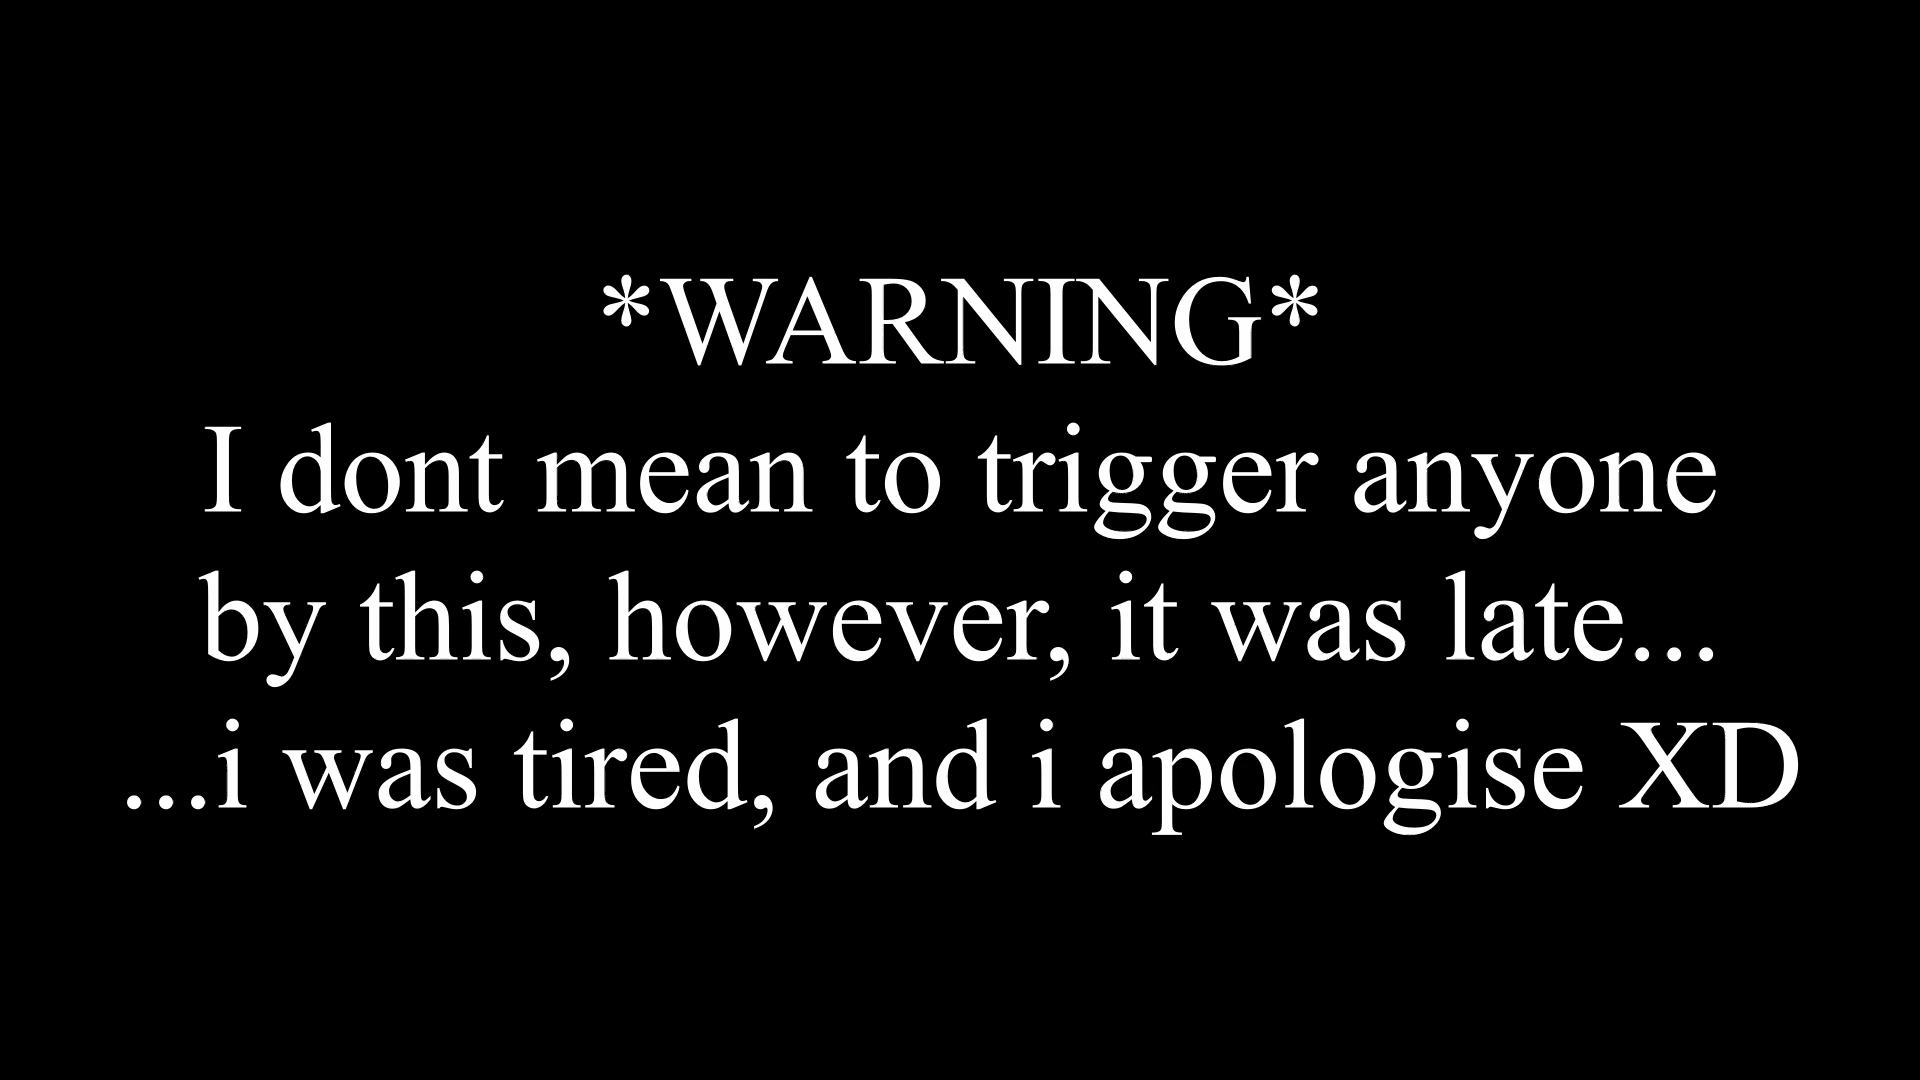 *WARNING*
I dont mean to trigger anyone
by this, however, it was late...
...i was tired, and i apologise XD